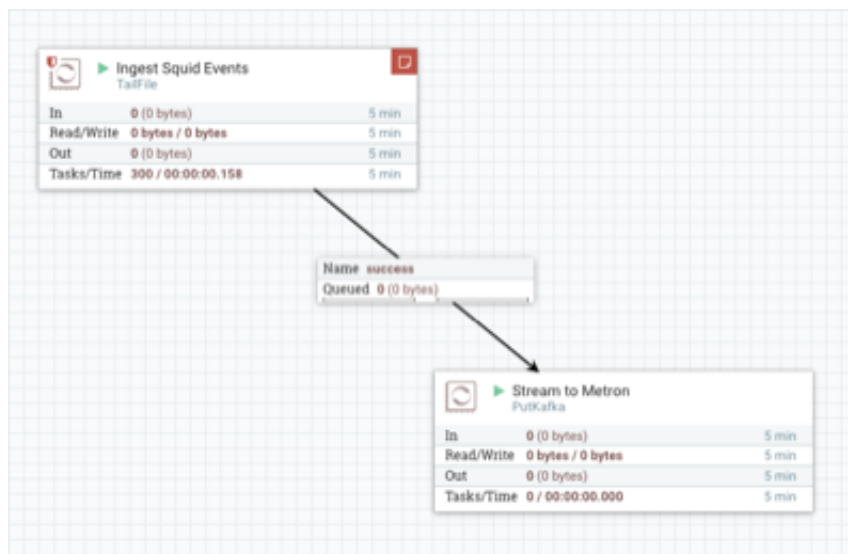 Ingest Squid Events
TailFile
In 0 (0 bytes) 5 min
Read/Write 0 bytes / 0 bytes 5 min
Out 0 (0 bytes) 5 min
Tasks/Time 300 / 00:00:00.158 5 min
Name success
Queued 0 (0 bytes)
Stream to Metron
PutKafka
In 0 (0 bytes) 5 min
Read/Write 0 bytes / 0 bytes 5 min
Out 0 (0 bytes) 5 min
Tasks/Time 0 / 00:00:00.000 5 min